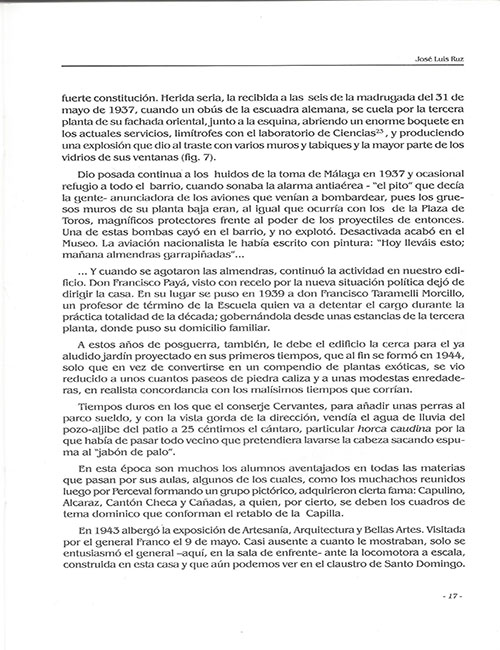 José Luis Ruz
fuerte constitución. Herida seria, la recibida a las seis de la madrugada del 31 de
mayo de 1937, cuando un obús de la escuadra alemana, se cuela por la tercera
planta de su fachada oriental, junto a la esquina, abriendo un enorme boquete en
los actuales servicios, limítrofes con el laboratorio de Ciencias²³, y produciendo
una explosión que dio al traste con varios muros y tabiques y la mayor parte de los
vidrios de sus ventanas (fig. 7).
Dio posada continua a los huidos de la toma de Málaga en 1937 y ocasional
refugio a todo el barrio, cuando sonaba la alarma antiaérea - "el pito" que decía
la gente- anunciadora de los aviones que venían a bombardear, pues los grue-
sos muros de su planta baja eran, al igual que ocurría con los de la Plaza de
Toros, magníficos protectores frente al poder de los proyectiles de entonces.
Una de estas bombas cayó en el barrio, y no explotó. Desactivada acabó en el
Museo. La aviación nacionalista le había escrito con pintura: "Hoy lleváis esto;
mañana almendras garrapiñadas"...
... Y cuando se agotaron las almendras, continuó la actividad en nuestro edi-
ficio. Don Francisco Payá, visto con recelo por la nueva situación política dejó de
dirigir la casa. En su lugar se puso en 1939 a don Francisco Taramelli Morcillo,
un profesor de término de la Escuela quien va a detentar el cargo durante la
práctica totalidad de la década; gobernándola desde unas estancias de la tercera
planta, donde puso su domicilio familiar.
A estos años de posguerra, también, le debe el edificio la cerca para el ya
aludido jardín proyectado en sus primeros tiempos, que al fin se formó en 1944,
solo que en vez de convertirse en un compendio de plantas exóticas, se vio
reducido a unos cuantos paseos de piedra caliza y a unas modestas enredade-
ras, en realista concordancia con los malísimos tiempos que corrían.
Tiempos duros en los que el conserje Cervantes, para añadir unas perras al
parco sueldo, y con la vista gorda de la dirección, vendía el agua de lluvia del
pozo-aljibe del patio a 25 céntimos el cántaro, particular horca caudina por la
que había de pasar todo vecino que pretendiera lavarse la cabeza sacando espu-
ma al "jabón de palo".
En esta época son muchos los alumnos aventajados en todas las materias
que pasan por sus aulas, algunos de los cuales, como los muchachos reunidos
luego por Perceval formando un grupo pictórico, adquirieron cierta fama: Capulino,
Alcaraz, Cantón Checa y Cañadas, a quien, por cierto, se deben los cuadros de
tema dominico que conforman el retablo de la Capilla.
En 1943 albergó la exposición de Artesanía, Arquitectura y Bellas Artes. Visitada
por el general Franco el 9 de mayo. Casi ausente a cuanto le mostraban, solo se
entusiasmó el general –aquí, en la sala de enfrente- ante la locomotora a escala,
construida en esta casa y que aún podemos ver en el claustro de Santo Domingo.
- 17 -